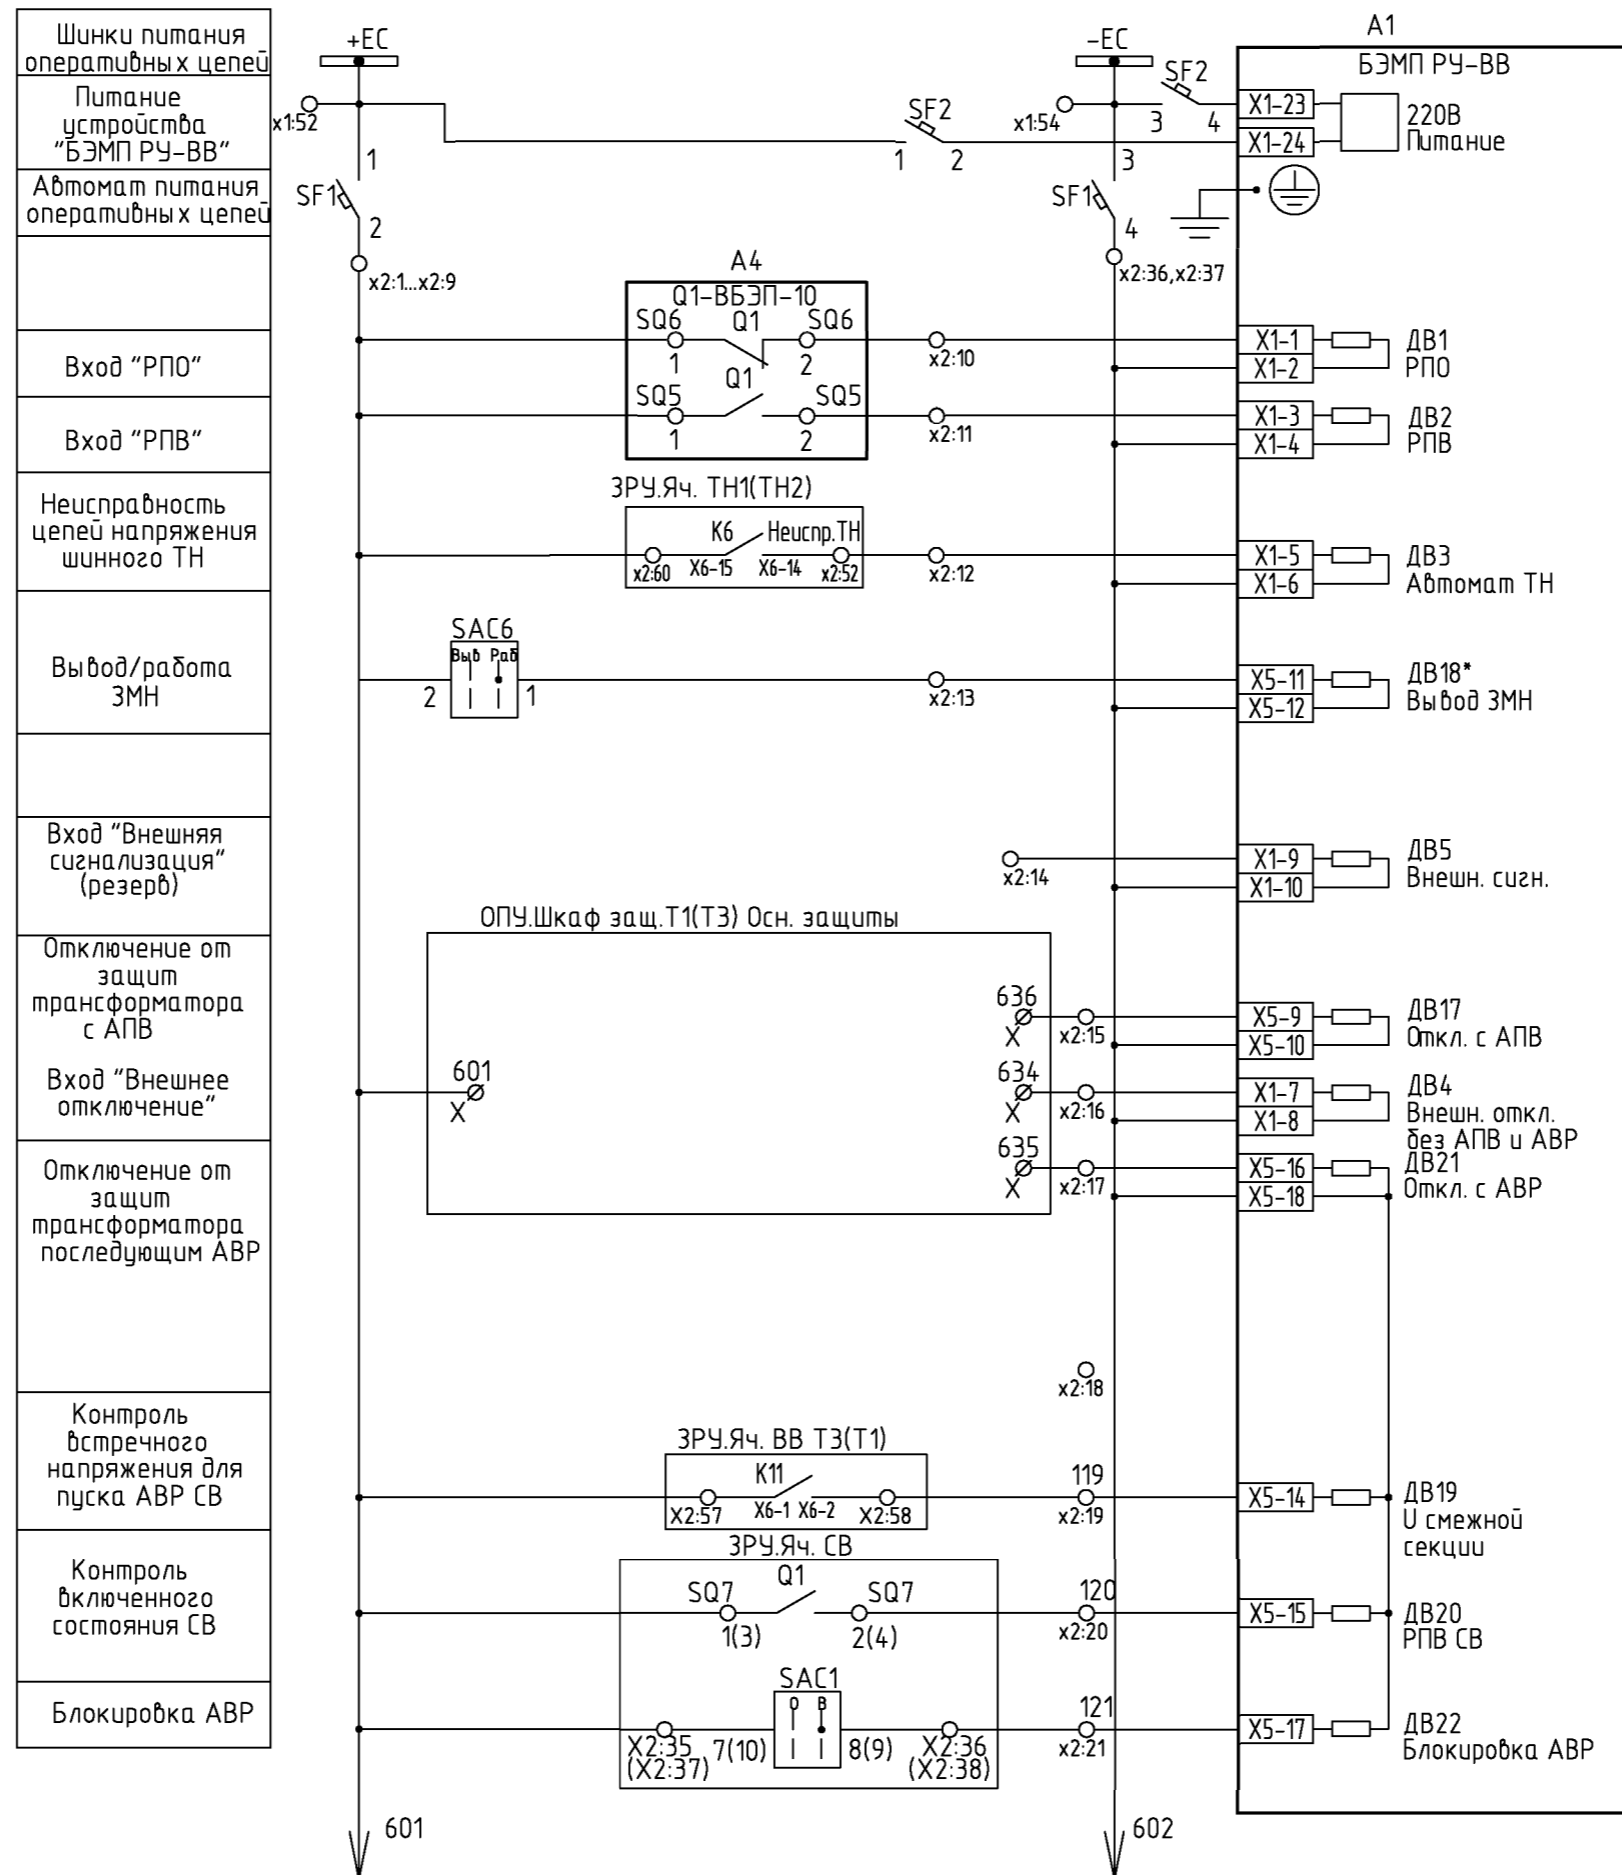 Шинки питания
оперативных цепей
+ЕС
-ЕС
А1
БЭМП РУ-ВВ
Питание
устройства
"БЭМП РУ-ВВ"
x1:52
SF2
1
2
x1:54
SF2
3
4
X1-23
X1-24
220В
Питание
Автомат питания
оперативных цепей
1
SF1
2
x2:1...x2:9
3
SF1
4
x2:36,x2:37
А4
Q1-ВБЭП-10
Вход "РПО"
SQ6
Q1
SQ6
1
2
x2:10
X1-1
X1-2
ДВ1
РПО
Вход "РПВ"
Q1
SQ5
SQ5
1
2
x2:11
X1-3
X1-4
ДВ2
РПВ
Неисправность
цепей напряжения
шинного ТН
ЗРУ.Яч. ТН1(ТН2)
К6
Неиспр.ТН
x2:60
X6-15
X6-14
x2:52
x2:12
X1-5
X1-6
ДВ3
Автомат ТН
Вывод/работа
ЗМН
SAC6
Выв
Раб
2
1
x2:13
X5-11
X5-12
ДВ18*
Вывод ЗМН
Вход "Внешняя
сигнализация"
(резерв)
x2:14
X1-9
X1-10
ДВ5
Внешн. сигн.
ОПУ.Шкаф защ.Т1(Т3) Осн. защиты
Отключение от
защит
трансформатора
с АПВ
636
X
x2:15
X5-9
X5-10
ДВ17
Откл. с АПВ
Вход "Внешнее
отключение"
601
X
634
X
x2:16
X1-7
X1-8
ДВ4
Внешн. откл.
без АПВ и АВР
Отключение от
защит
трансформатора
последующим АВР
635
X
x2:17
X5-16
X5-18
ДВ21
Откл. с АВР
x2:18
Контроль
встречного
напряжения для
пуска АВР СВ
ЗРУ.Яч. ВВ Т3(Т1)
К11
X2:57
X6-1
X6-2
X2:58
119
x2:19
X5-14
ДВ19
U смежной
секции
Контроль
включенного
состояния СВ
ЗРУ.Яч. СВ
SQ7
Q1
SQ7
1(3)
2(4)
120
x2:20
X5-15
ДВ20
РПВ СВ
Блокировка АВР
SAC1
О
В
X2:35
(X2:37)
7(10)
8(9)
X2:36
(X2:38)
121
x2:21
X5-17
ДВ22
Блокировка АВР
601
602